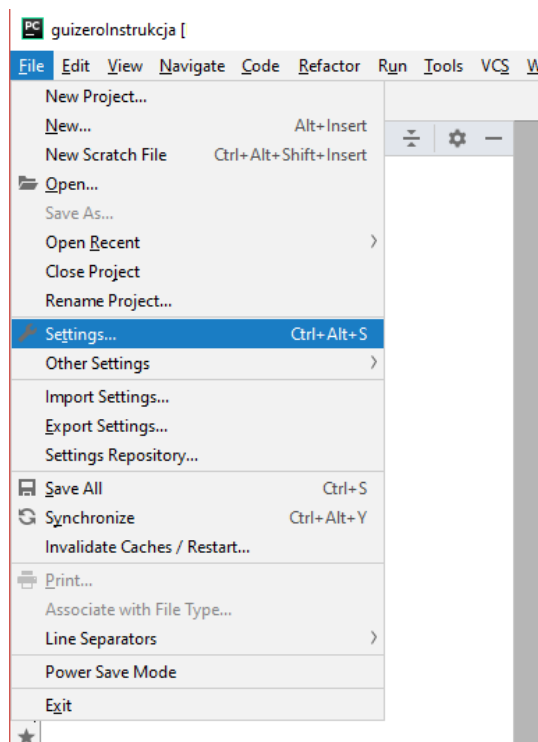 PC guizeroInstrukcja [
File Edit View Navigate Code Refactor Run Tools VCS W
New Project...
New... Alt+Insert
New Scratch File Ctrl+Alt+Shift+Insert
Open...
Save As...
Open Recent
Close Project
Rename Project...
Settings... Ctrl+Alt+S
Other Settings
Import Settings...
Export Settings...
Settings Repository...
Save All Ctrl+S
Synchronize Ctrl+Alt+Y
Invalidate Caches / Restart...
Print...
Associate with File Type...
Line Separators
Power Save Mode
Exit